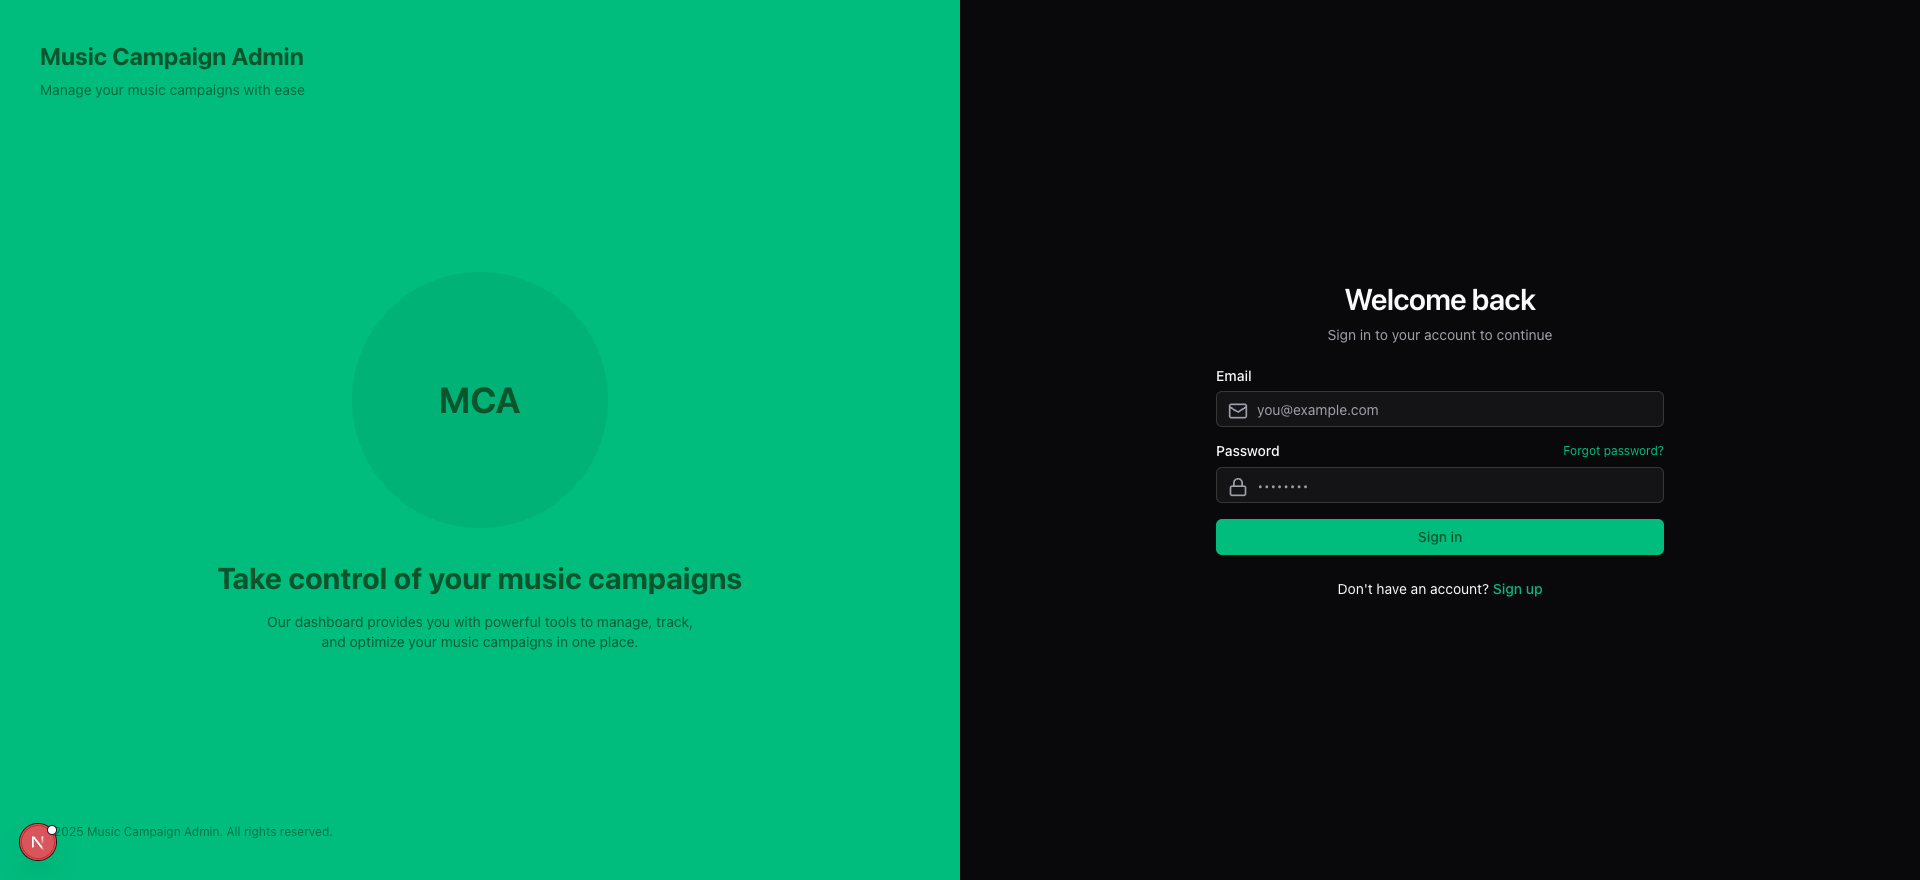 Music Campaign Admin
Manage your music campaigns with ease
MCA
Take control of your music campaigns
Our dashboard provides you with powerful tools to manage, track,
and optimize your music campaigns in one place.
2025 Music Campaign Admin. All rights reserved.
N
Welcome back
Sign in to your account to continue
Email
you@example.com
Password
Forgot password?
••••••••
Sign in
Don't have an account? Sign up